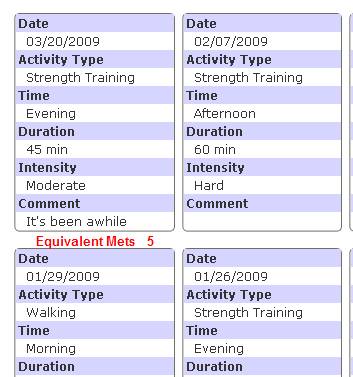 Date
03/20/2009
Activity Type
Strength Training
Time
Evening
Duration
45 min
Intensity
Moderate
Comment
It's been awhile
Date
02/07/2009
Activity Type
Strength Training
Time
Afternoon
Duration
60 min
Intensity
Hard
Comment
Equivalent Mets 5
Date
01/29/2009
Activity Type
Walking
Time
Morning
Duration
Date
01/26/2009
Activity Type
Strength Training
Time
Evening
Duration